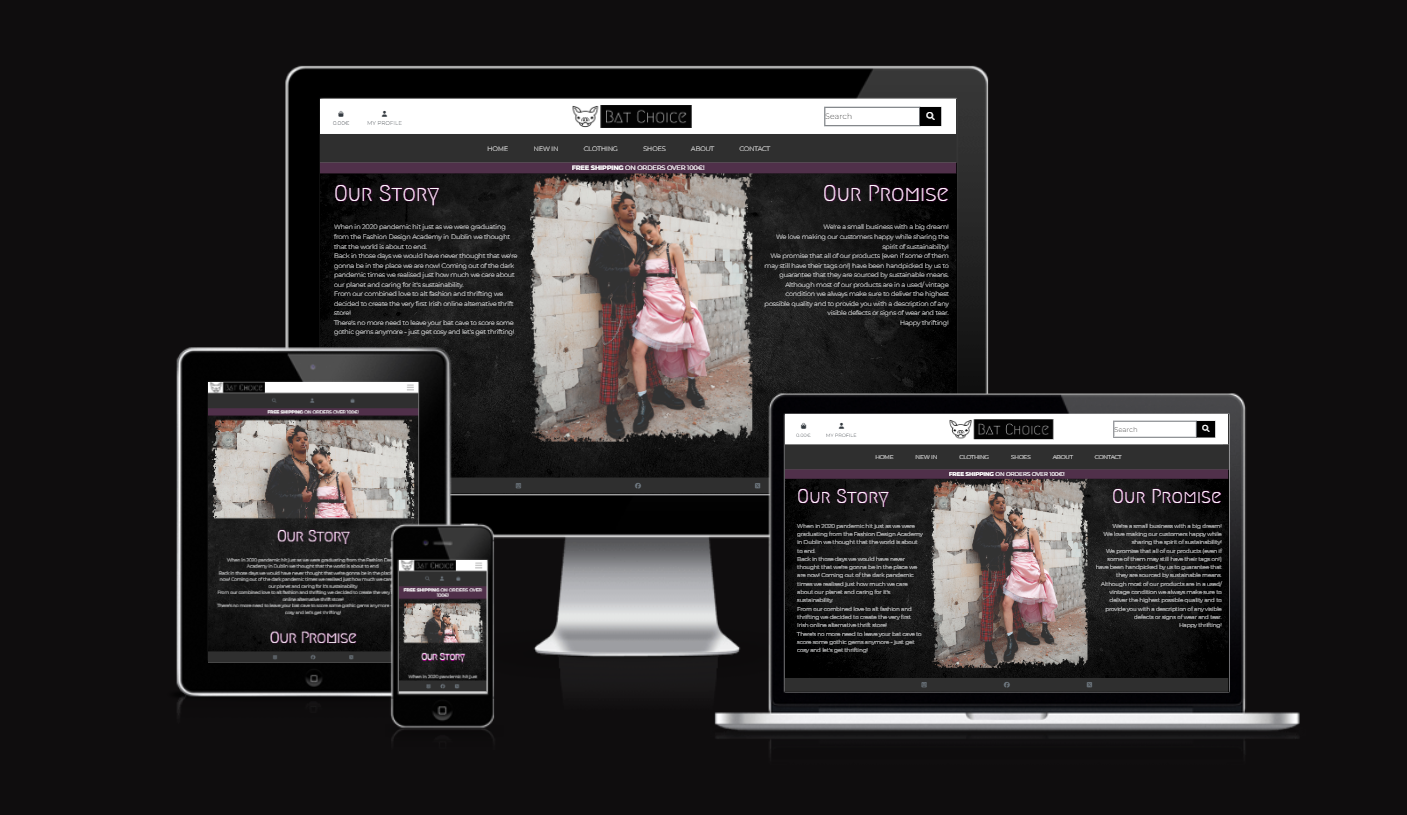 0.00€
MY PROFILE
BAT CHOICE
Search
HOME
NEW IN
CLOTHING
SHOES
ABOUT
CONTACT
FREE SHIPPING ON ORDERS OVER 100€!
OUR STORY
When in 2020 pandemic hit just as we were graduating
from the Fashion Design Academy in Dublin we thought
that the world is about to end.
Back in those days we would have never thought that we're
gonna be in the place we are now! Coming out of the dark
pandemic times we realised just how much we care about
our planet and caring for it's sustainability.
From our combined love to alt fashion and thrifting we
decided to create the very first Irish online alternative thrift
store!
There's no more need to leave your bat cave to score some
gothic gems anymore - just get cosy and let's get thrifting!
OUR PROMISE
We're a small business with a big dream!
We love making our customers happy while sharing the
spirit of sustainability!
We promise that all of our products (even if some of them
may still have their tags on!) have been handpicked by us to
guarantee that they are sourced by sustainable means.
Although most of our products are in a used/ vintage
condition we always make sure to deliver the highest
possible quality and to provide you with a description of any
visible defects or signs of wear and tear.
Happy thrifting!
BAT CHOICE
FREE SHIPPING ON ORDERS OVER 100€!
OUR STORY
When in 2020 pandemic hit just as we were graduating from the Fashion Des
Academy in Dublin we thought that the world is about to end
Back in those days we would have never thought that we're gonna be in the place
now! Coming out of the dark pandemic times we realised just how much we care
our planet and caring for it's sustainability
From our combined love to alt fashion and thrifting we decided to create the very
online alternative thrift store!
There's no more need to leave your bat cave to score some gothic gems anymore
cosy and let's get thrifting!
OUR PROMISE
BAT CHOICE
FREE SHIPPING ON ORDERS OVER
100€!
OUR STORY
When in 2020 pandemic hit just
0.00€
MY PROFILE
BAT CHOICE
Search
HOME
NEW IN
CLOTHING
SHOES
ABOUT
CONTACT
FREE SHIPPING ON ORDERS OVER 100€!
OUR STORY
When in 2020 pandemic hit just as we were
graduating from the Fashion Design Academy
in Dublin we thought that the world is about
to end.
Back in those days we would have never
thought that we're gonna be in the place we
are now! Coming out of the dark pandemic
times we realised just how much we care
about our planet and caring for it's
sustainability.
From our combined love to alt fashion and
thrifting we decided to create the very first
Irish online alternative thrift store!
There's no more need to leave your bat cave to
score some gothic gems anymore - just get
cosy and let's get thrifting!
OUR PROMISE
We're a small business with a big dream!
We love making our customers happy while
sharing the spirit of sustainability!
We promise that all of our products (even if
some of them may still have their tags on!)
have been handpicked by us to guarantee that
they are sourced by sustainable means.
Although most of our products are in a used/
vintage condition we always make sure to
deliver the highest possible quality and to
provide you with a description of any visible
defects or signs of wear and tear.
Happy thrifting!